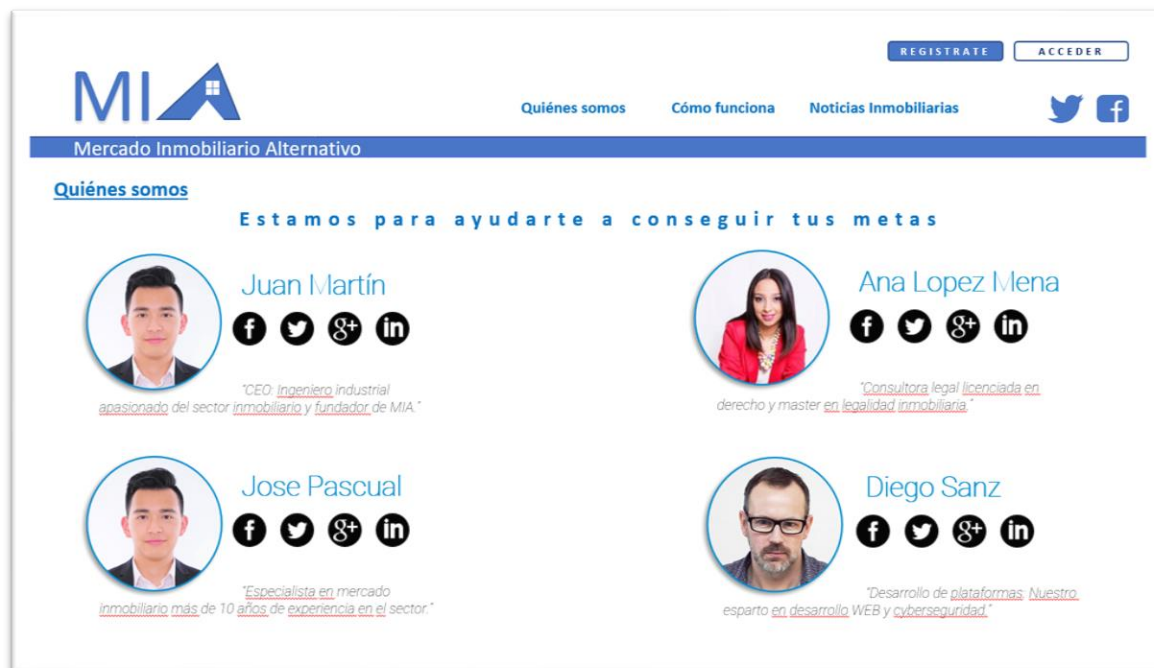 REGISTRATE ACCEDER
MIA
Quiénes somos Cómo funciona Noticias Inmobiliarias
Mercado Inmobiliario Alternativo
Quiénes somos
Estamos para ayudarte a conseguir tus metas
Juan Martín
"CEO: Ingeniero industrial
apasionado del sector inmobiliario y fundador de MIA."
Ana Lopez Mena
"Consultora legal licenciada en
derecho y master en legalidad inmobiliaria."
Jose Pascual
"Especialista en mercado
inmobiliario más de 10 años de experiencia en el sector."
Diego Sanz
"Desarrollo de plataformas. Nuestro
esparto en desarrollo WEB y cyberseguridad."